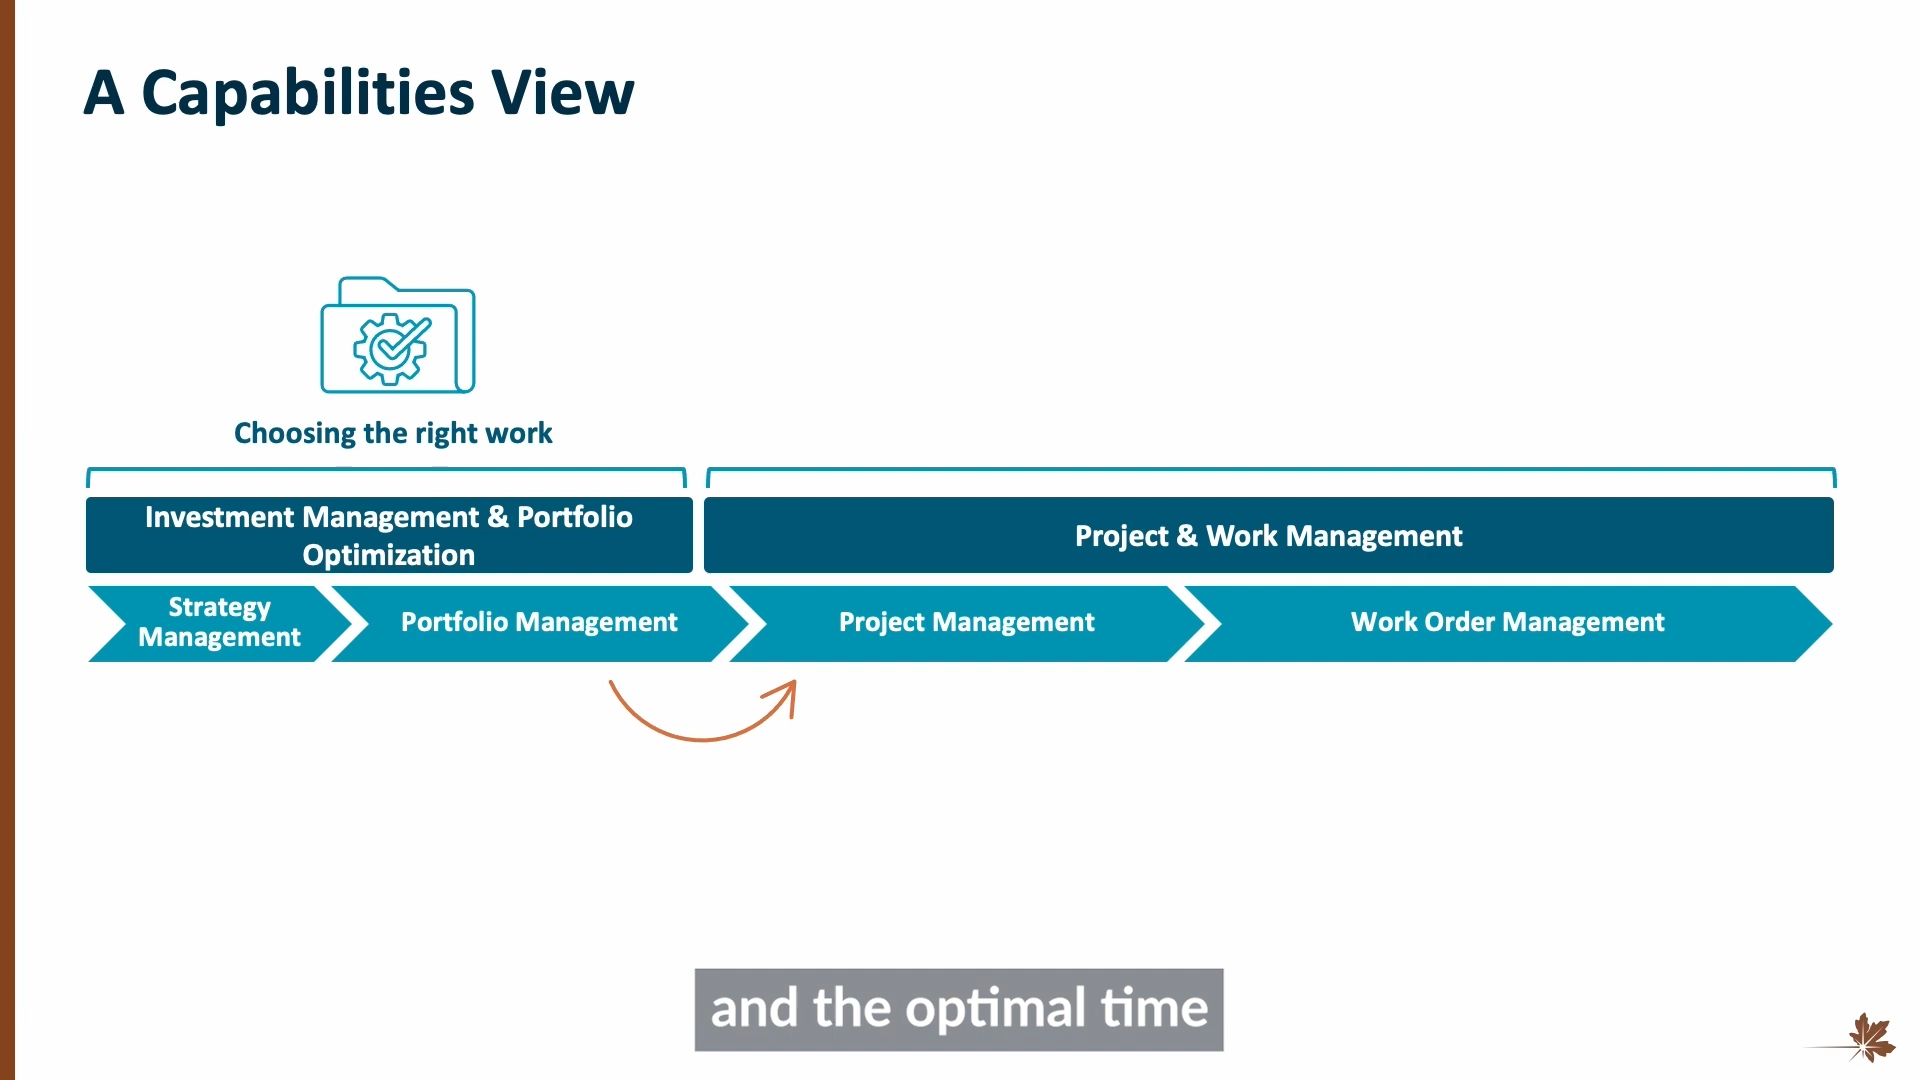 A Capabilities View
Choosing the right work
Investment Management & Portfolio
Optimization
Project & Work Management
Strategy
Management
Portfolio Management
Project Management
Work Order Management
and the optimal time